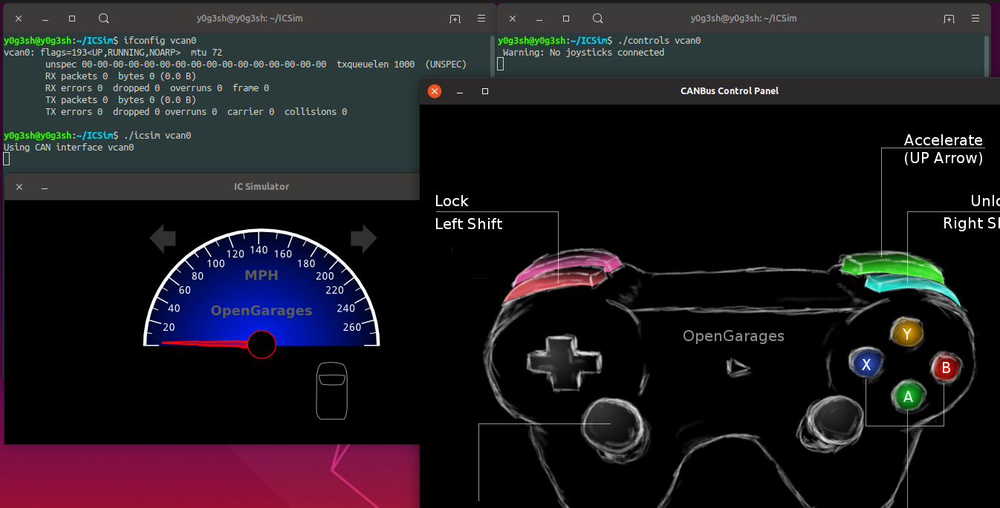 y0g3sh@y0g3sh: ~/ICSim
y0g3sh@y0g3sh:~/ICSim$ ifconfig vcan0
vcan0: flags=193<UP,RUNNING,NOARP>  mtu 72
unspec 00-00-00-00-00-00-00-00-00-00-00-00-00-00-00-00  txqueuelen 1000  (UNSPEC)
RX packets 0  bytes 0 (0.0 B)
RX errors 0  dropped 0  overruns 0  frame 0
TX packets 0  bytes 0 (0.0 B)
TX errors 0  dropped 0 overruns 0  carrier 0  collisions 0
y0g3sh@y0g3sh:~/ICSim$ ./icsim vcan0
Using CAN interface vcan0
y0g3sh@y0g3sh: ~/ICSim
y0g3sh@y0g3sh:~/ICSim$ ./controls vcan0
Warning: No joysticks connected
IC Simulator
20 40 60 80 100 120 140 160 180 200 220 240 260
MPH
OpenGarages
CANBus Control Panel
Accelerate
(UP Arrow)
Lock
Left Shift
Unlo
Right S
OpenGarages
Y
X
B
A